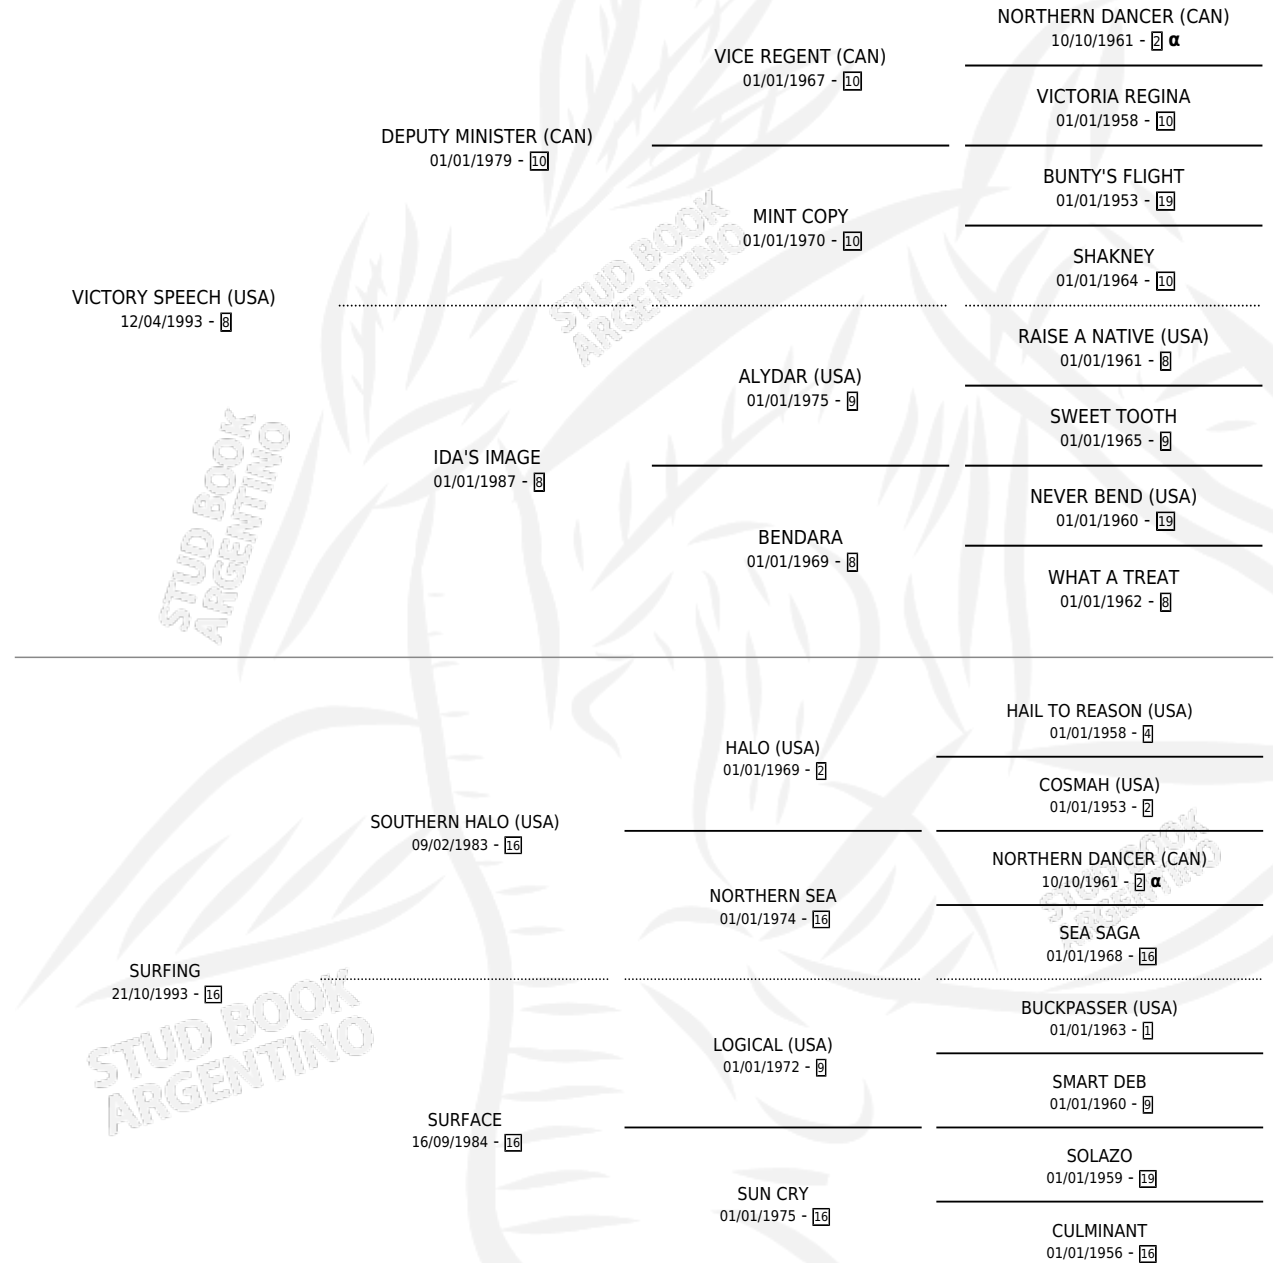 NORTHERN DANCER (CAN)
10/10/1961 - 2 α
VICE REGENT (CAN)
01/01/1967 - 10
VICTORIA REGINA
01/01/1958 - 10
DEPUTY MINISTER (CAN)
01/01/1979 - 10
BUNTY'S FLIGHT
01/01/1953 - 19
MINT COPY
01/01/1970 - 10
SHAKNEY
01/01/1964 - 10
VICTORY SPEECH (USA)
12/04/1993 - 8
RAISE A NATIVE (USA)
01/01/1961 - 8
ALYDAR (USA)
01/01/1975 - 9
SWEET TOOTH
01/01/1965 - 9
IDA'S IMAGE
01/01/1987 - 8
NEVER BEND (USA)
01/01/1960 - 19
BENDARA
01/01/1969 - 8
WHAT A TREAT
01/01/1962 - 8
HAIL TO REASON (USA)
01/01/1958 - 4
HALO (USA)
01/01/1969 - 2
COSMAH (USA)
01/01/1953 - 2
SOUTHERN HALO (USA)
09/02/1983 - 16
NORTHERN DANCER (CAN)
10/10/1961 - 2 α
NORTHERN SEA
01/01/1974 - 16
SEA SAGA
01/01/1968 - 16
SURFING
21/10/1993 - 16
BUCKPASSER (USA)
01/01/1963 - 1
LOGICAL (USA)
01/01/1972 - 9
SMART DEB
01/01/1960 - 9
SURFACE
16/09/1984 - 16
SOLAZO
01/01/1959 - 19
SUN CRY
01/01/1975 - 16
CULMINANT
01/01/1956 - 16
STUD BOOK
ARGENTINO
STUD BOOK
ARGENTINO
STUD BOOK
ARGENTINO
STUD BOOK
ARGENTINO